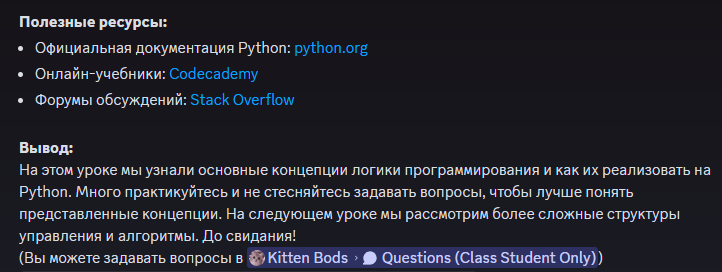 Полезные ресурсы:
• Официальная документация Python: python.org
• Онлайн-учебники: Codecademy
• Форумы обсуждений: Stack Overflow
Вывод:
На этом уроке мы узнали основные концепции логики программирования и как их реализовать на
Python. Много практикуйтесь и не стесняйтесь задавать вопросы, чтобы лучше понять
представленные концепции. На следующем уроке мы рассмотрим более сложные структуры
управления и алгоритмы. До свидания!
(Вы можете задавать вопросы в Kitten Bods › Questions (Class Student Only))